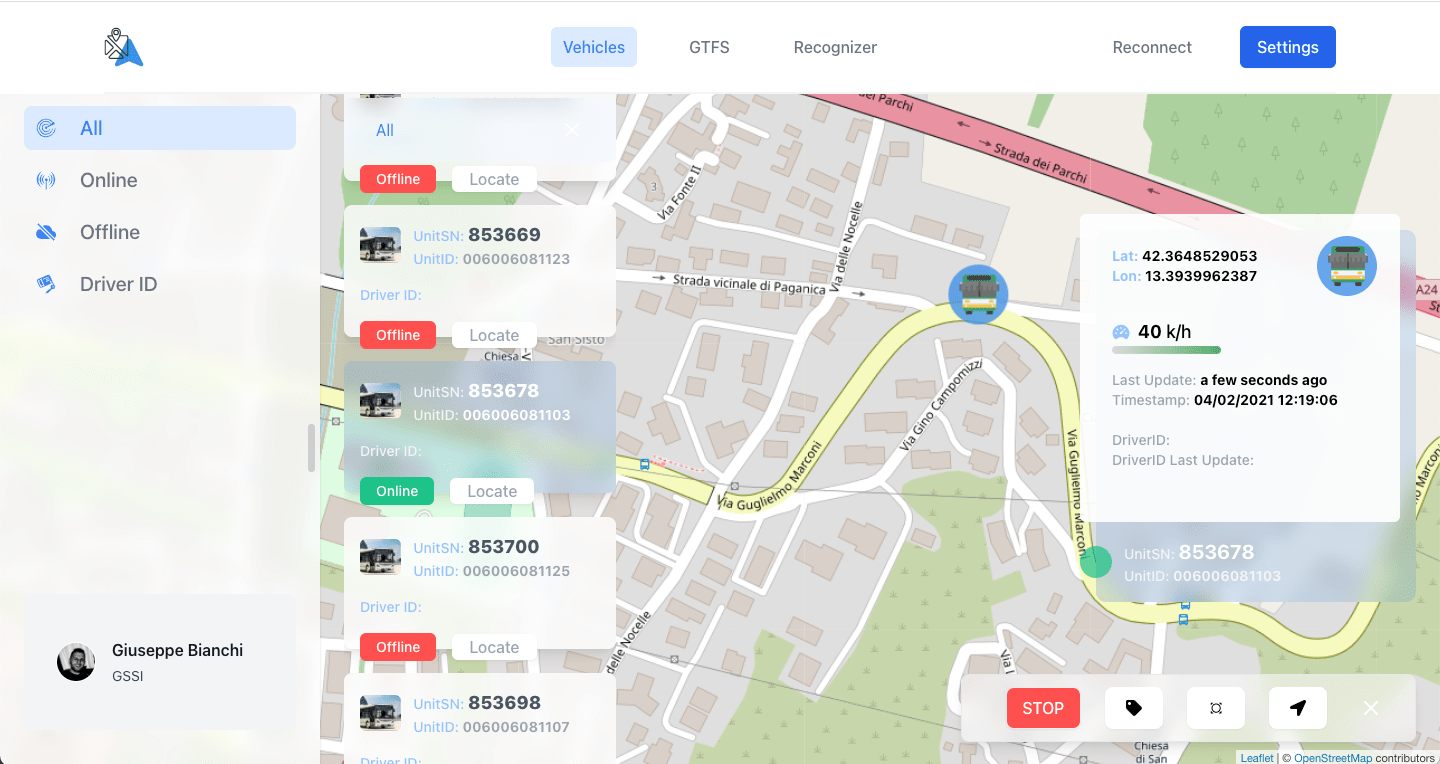 Vehicles
GTFS
Recognizer
Reconnect
Settings
All
Online
Offline
Driver ID
Giuseppe Bianchi
GSSI
All
Offline
Locate
UnitSN: 853669
UnitID: 006006081123
Driver ID:
Offline
Locate
UnitSN: 853678
UnitID: 006006081103
Driver ID:
Online
Locate
UnitSN: 853700
UnitID: 006006081125
Driver ID:
Offline
Locate
UnitSN: 853698
UnitID: 006006081107
Driver ID:
dei Parchi
Strada dei Parchi
3
Via Fonte II
Via delle Nocelle
Strada vicinale di Paganica
San Sisto
Chiesa
Via Gino Campomizzi
Via Guglielmo Marconi
Via Guglielmo Marconi
delle Nocelle
A24
Marconi
Chiesa
di San
Lat: 42.3648529053
Lon: 13.3939962387
40 k/h
Last Update: a few seconds ago
Timestamp: 04/02/2021 12:19:06
DriverID:
DriverID Last Update:
UnitSN: 853678
UnitID: 006006081103
STOP
Leaflet | © OpenStreetMap contributors